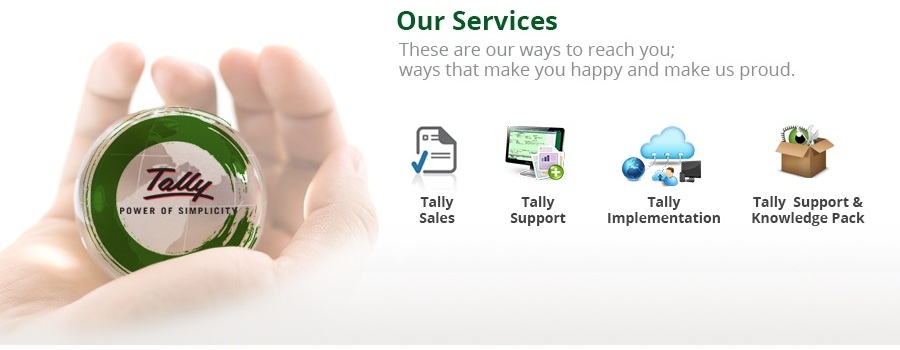 Our Services
These are our ways to reach you;
ways that make you happy and make us proud.
Tally
POWER OF SIMPLICITY
Tally
Sales
Tally
Support
Tally
Implementation
Tally Support &
Knowledge Pack